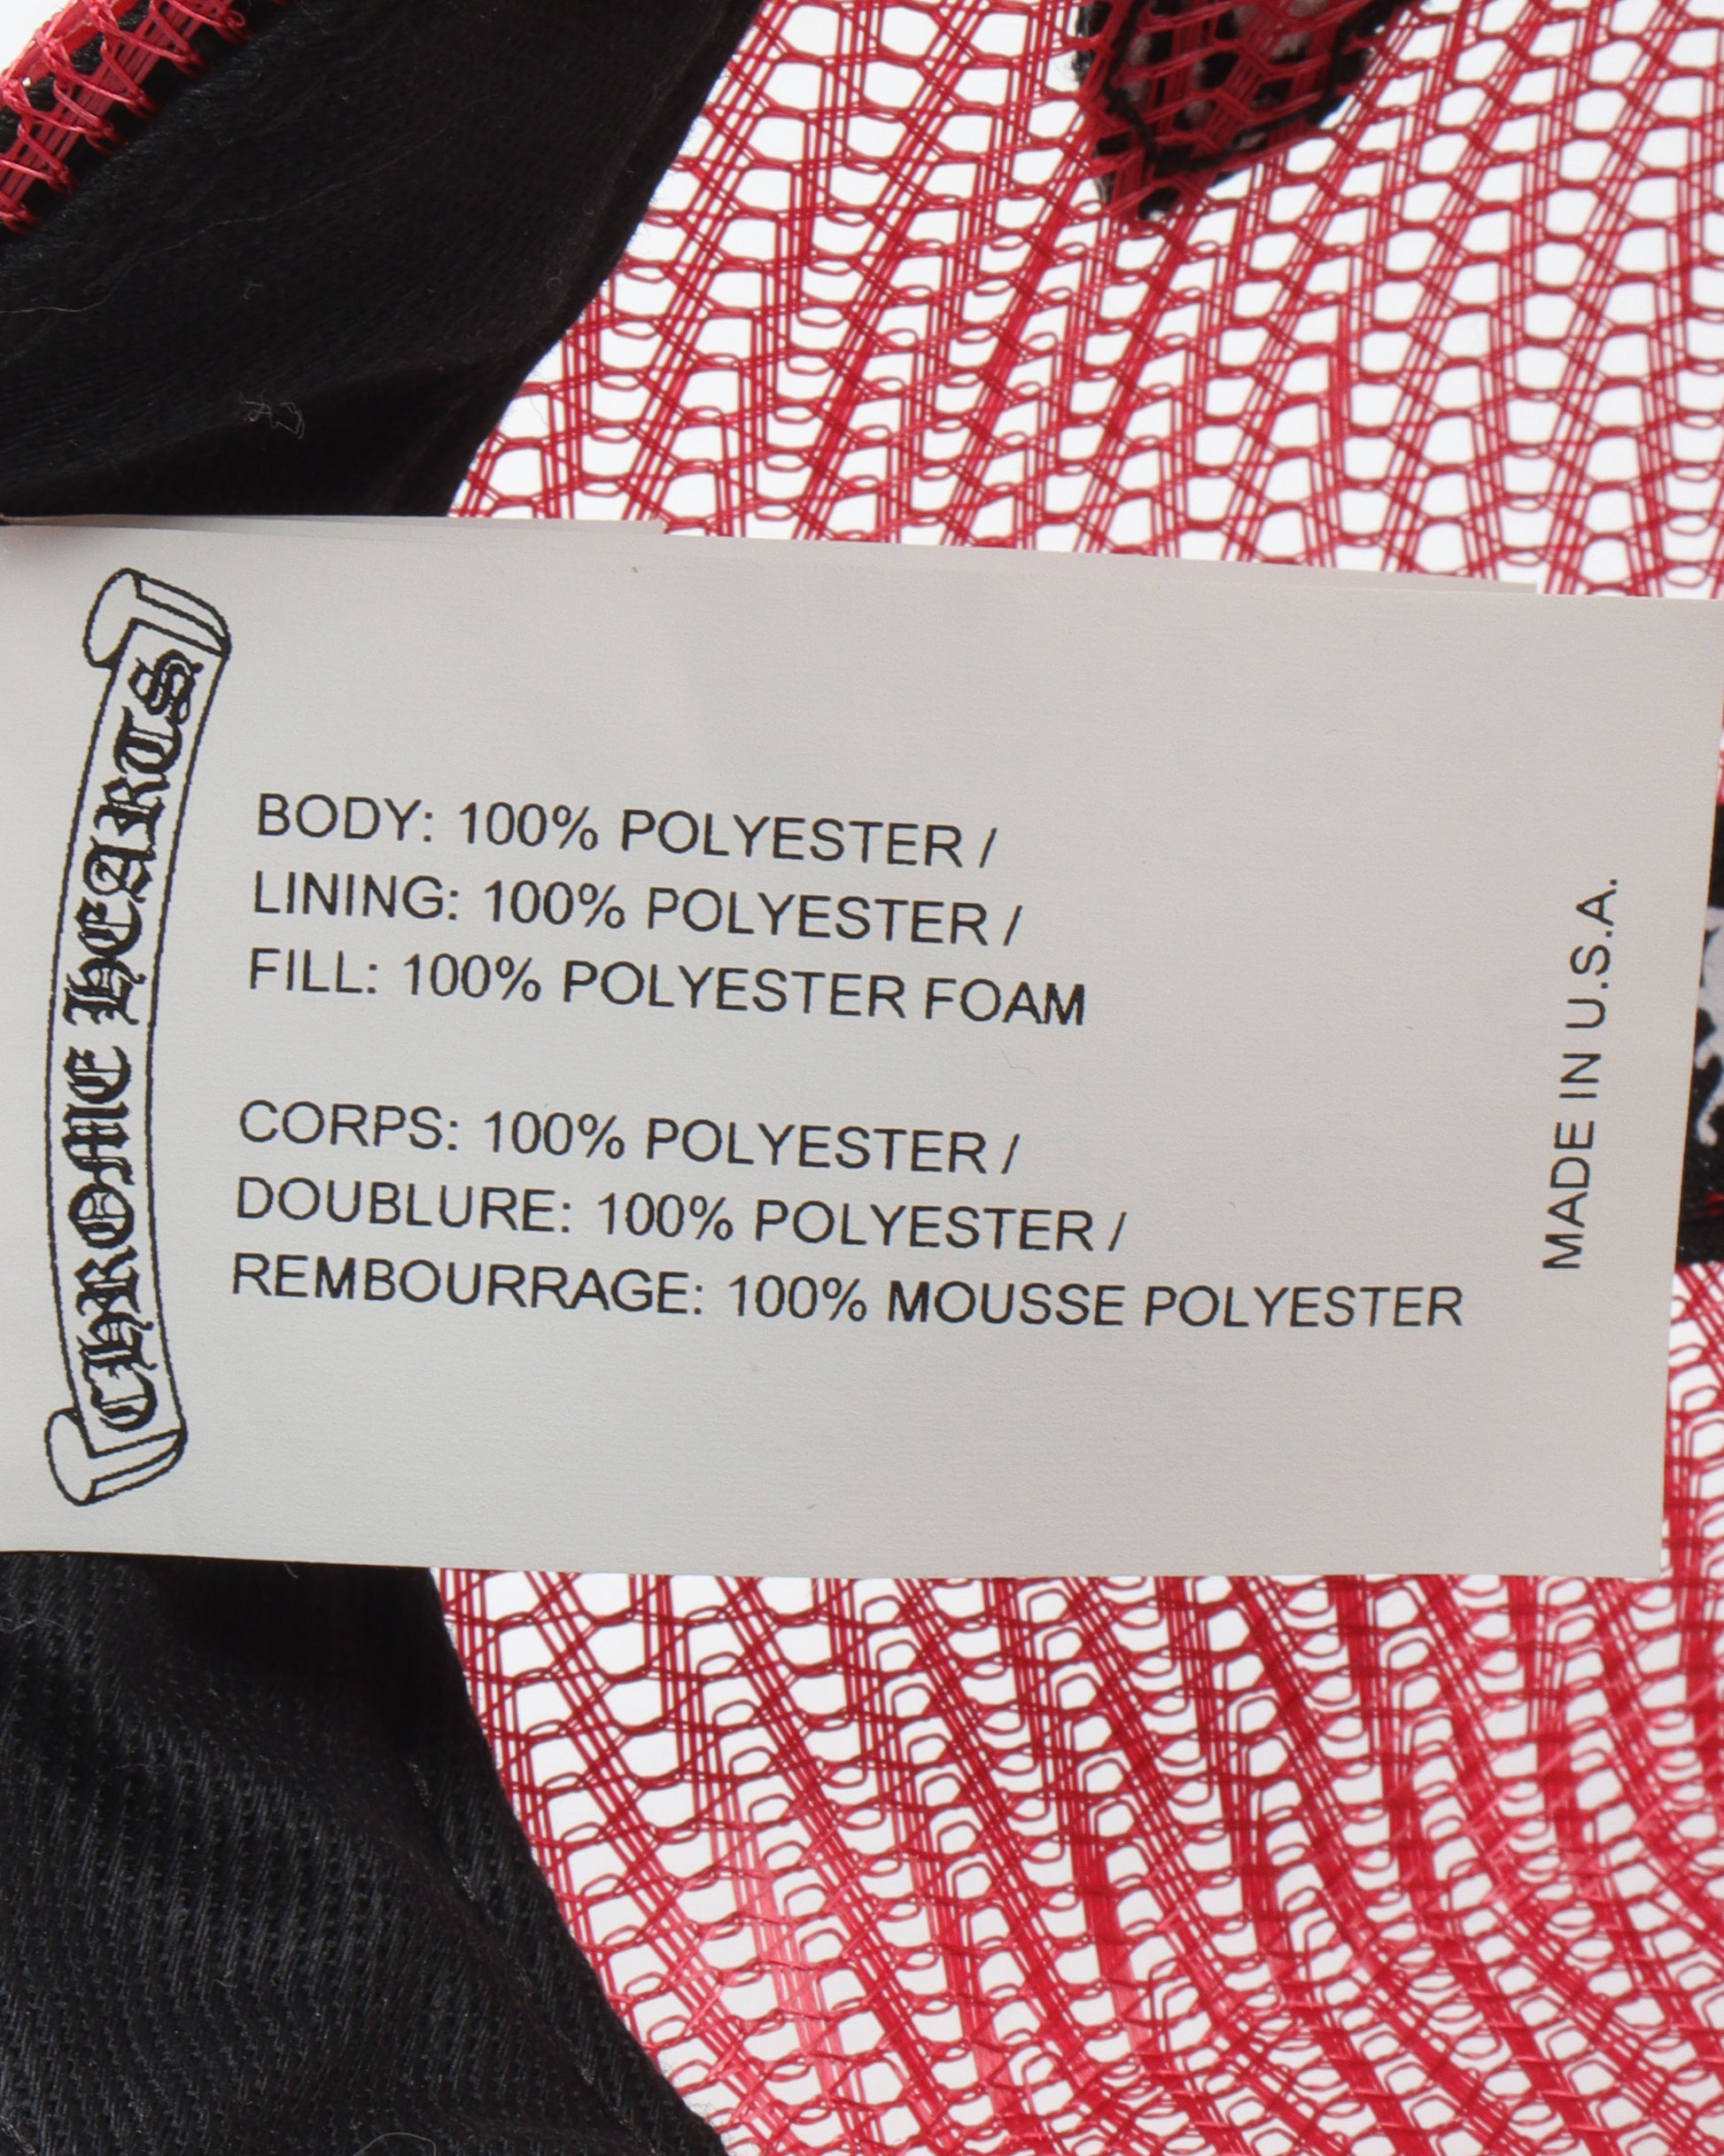 CHROME HEARTS
BODY: 100% POLYESTER /
LINING: 100% POLYESTER /
FILL: 100% POLYESTER FOAM
CORPS: 100% POLYESTER /
DOUBLURE: 100% POLYESTER /
REMBOURRAGE: 100% MOUSSE POLYESTER
MADE IN U.S.A.